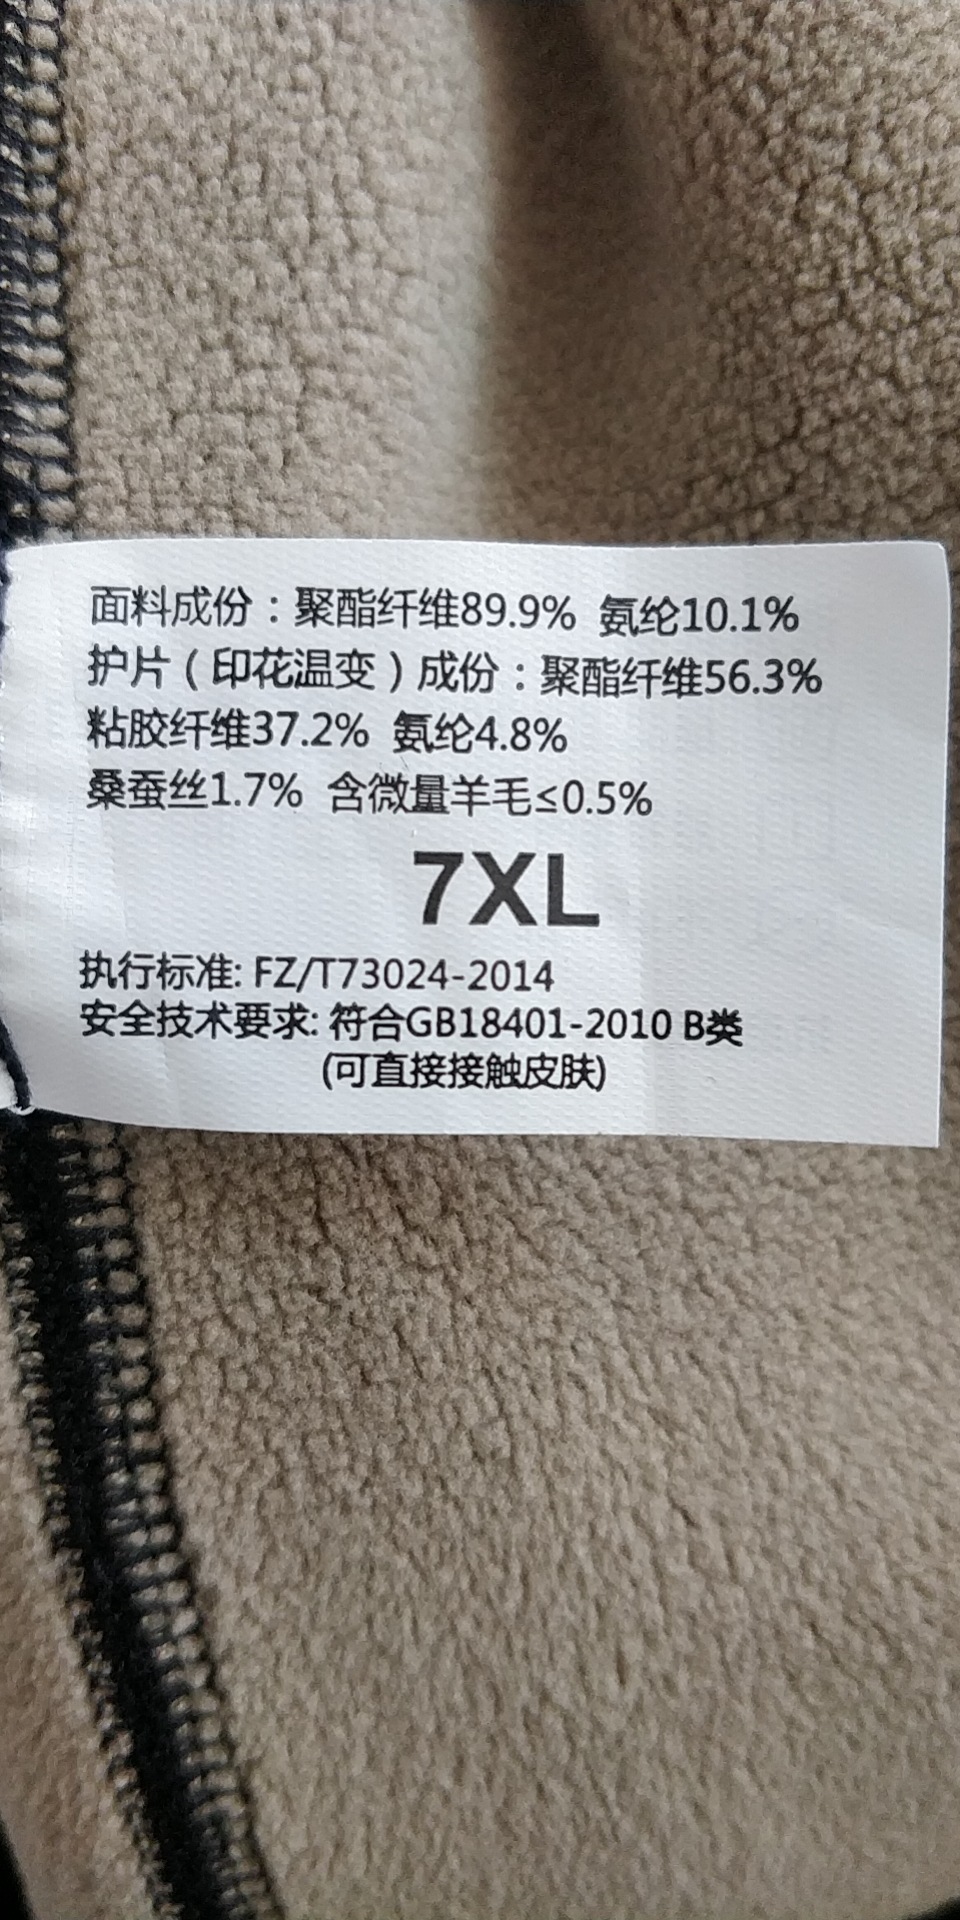 面料成份：聚酯纤维89.9% 氨纶10.1%
护片（印花温变）成份：聚酯纤维56.3%
粘胶纤维37.2% 氨纶4.8%
桑蚕丝1.7% 含微量羊毛≤0.5%
7XL
执行标准: FZ/T73024-2014
安全技术要求: 符合GB18401-2010 B类
(可直接接触皮肤)